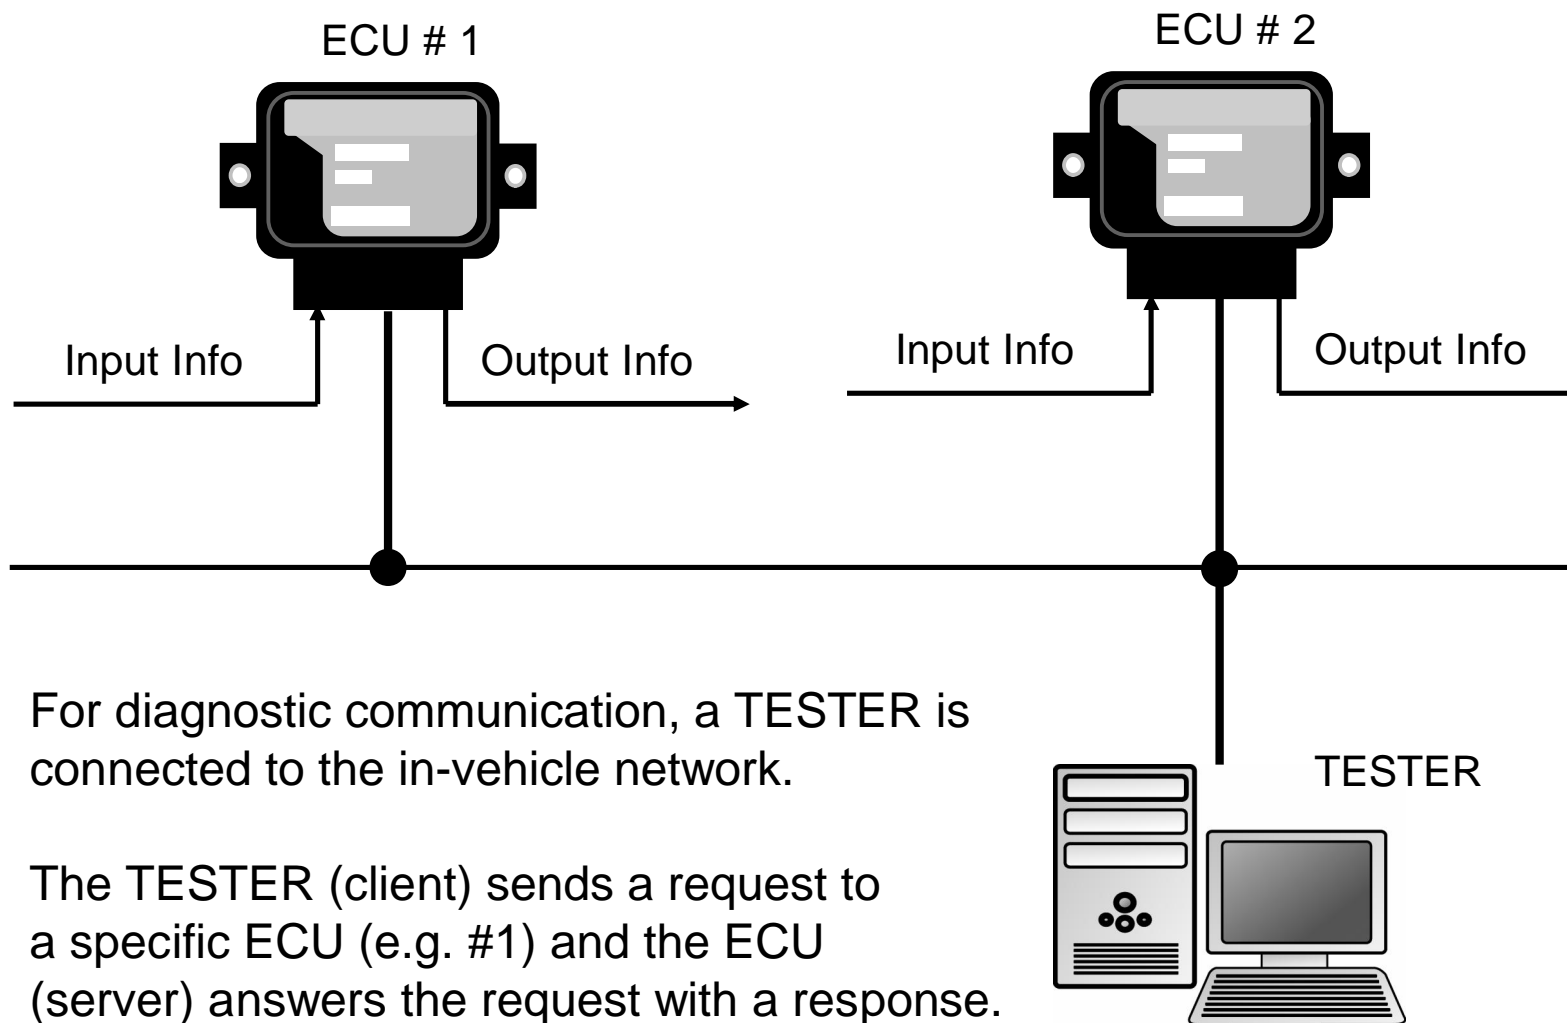 ECU # 1
ECU # 2
Input Info
Output Info
Input Info
Output Info
For diagnostic communication, a TESTER is
connected to the in-vehicle network.
TESTER
The TESTER (client) sends a request to
a specific ECU (e.g. #1) and the ECU
(server) answers the request with a response.